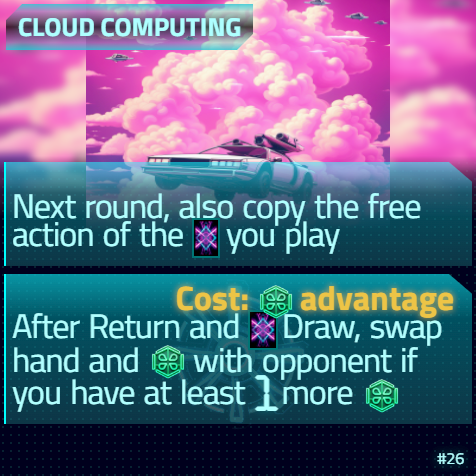 CLOUD COMPUTING
Next round, also copy the free
action of the you play
Cost: advantage
After Return and Draw, swap
hand and with opponent if
you have at least 1 more
#26